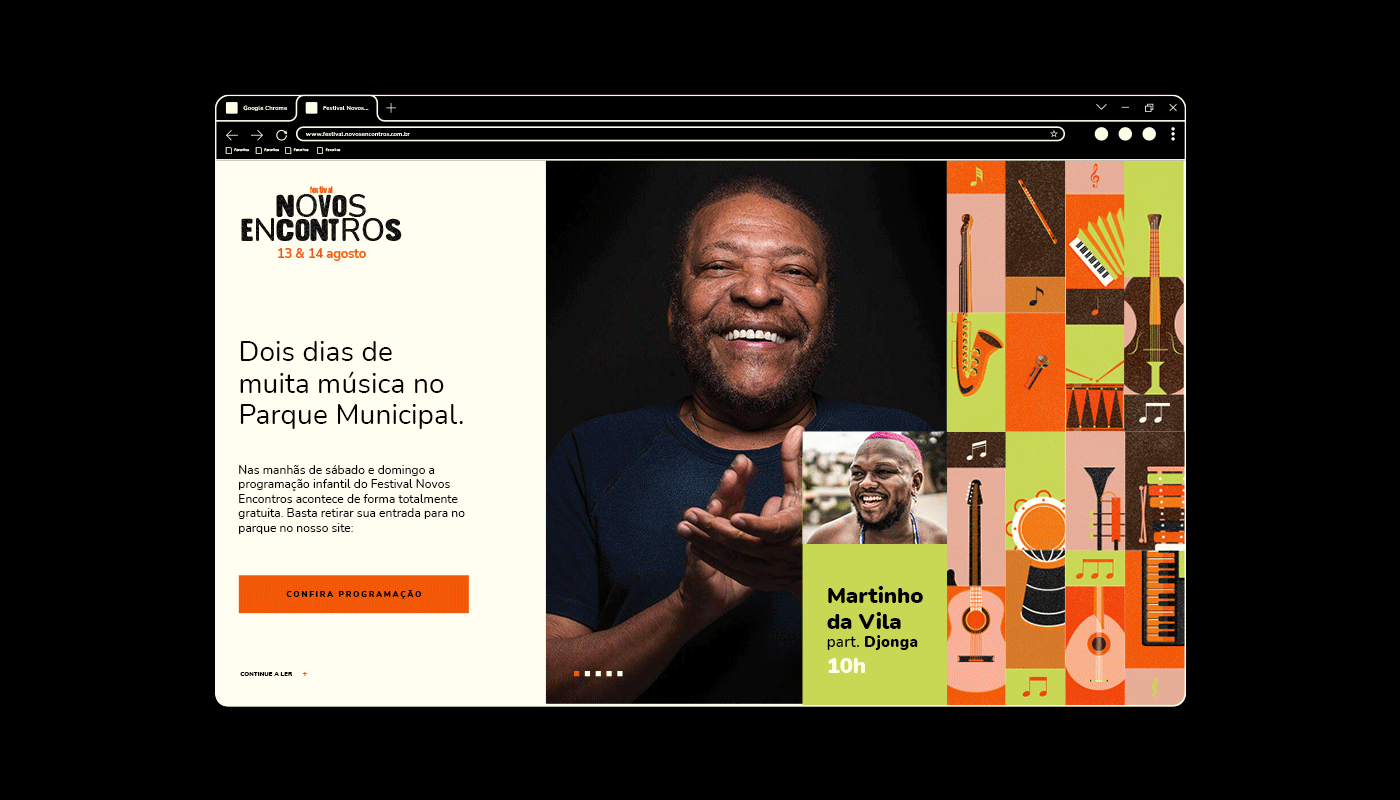 Google Chrome
Festival Novos...
www.festival.novosencontros.com.br
Favoritos Favoritos Favoritos Favoritos
festival
NOVOS
ENCONTROS
13 & 14 agosto
Dois dias de
muita música no
Parque Municipal.
Nas manhãs de sábado e domingo a
programação infantil do Festival Novos
Encontros acontece de forma totalmente
gratuita. Basta retirar sua entrada para no
parque no nosso site:
CONFIRA PROGRAMAÇÃO
CONTINUE A LER +
Martinho
da Vila
part. Djonga
10h